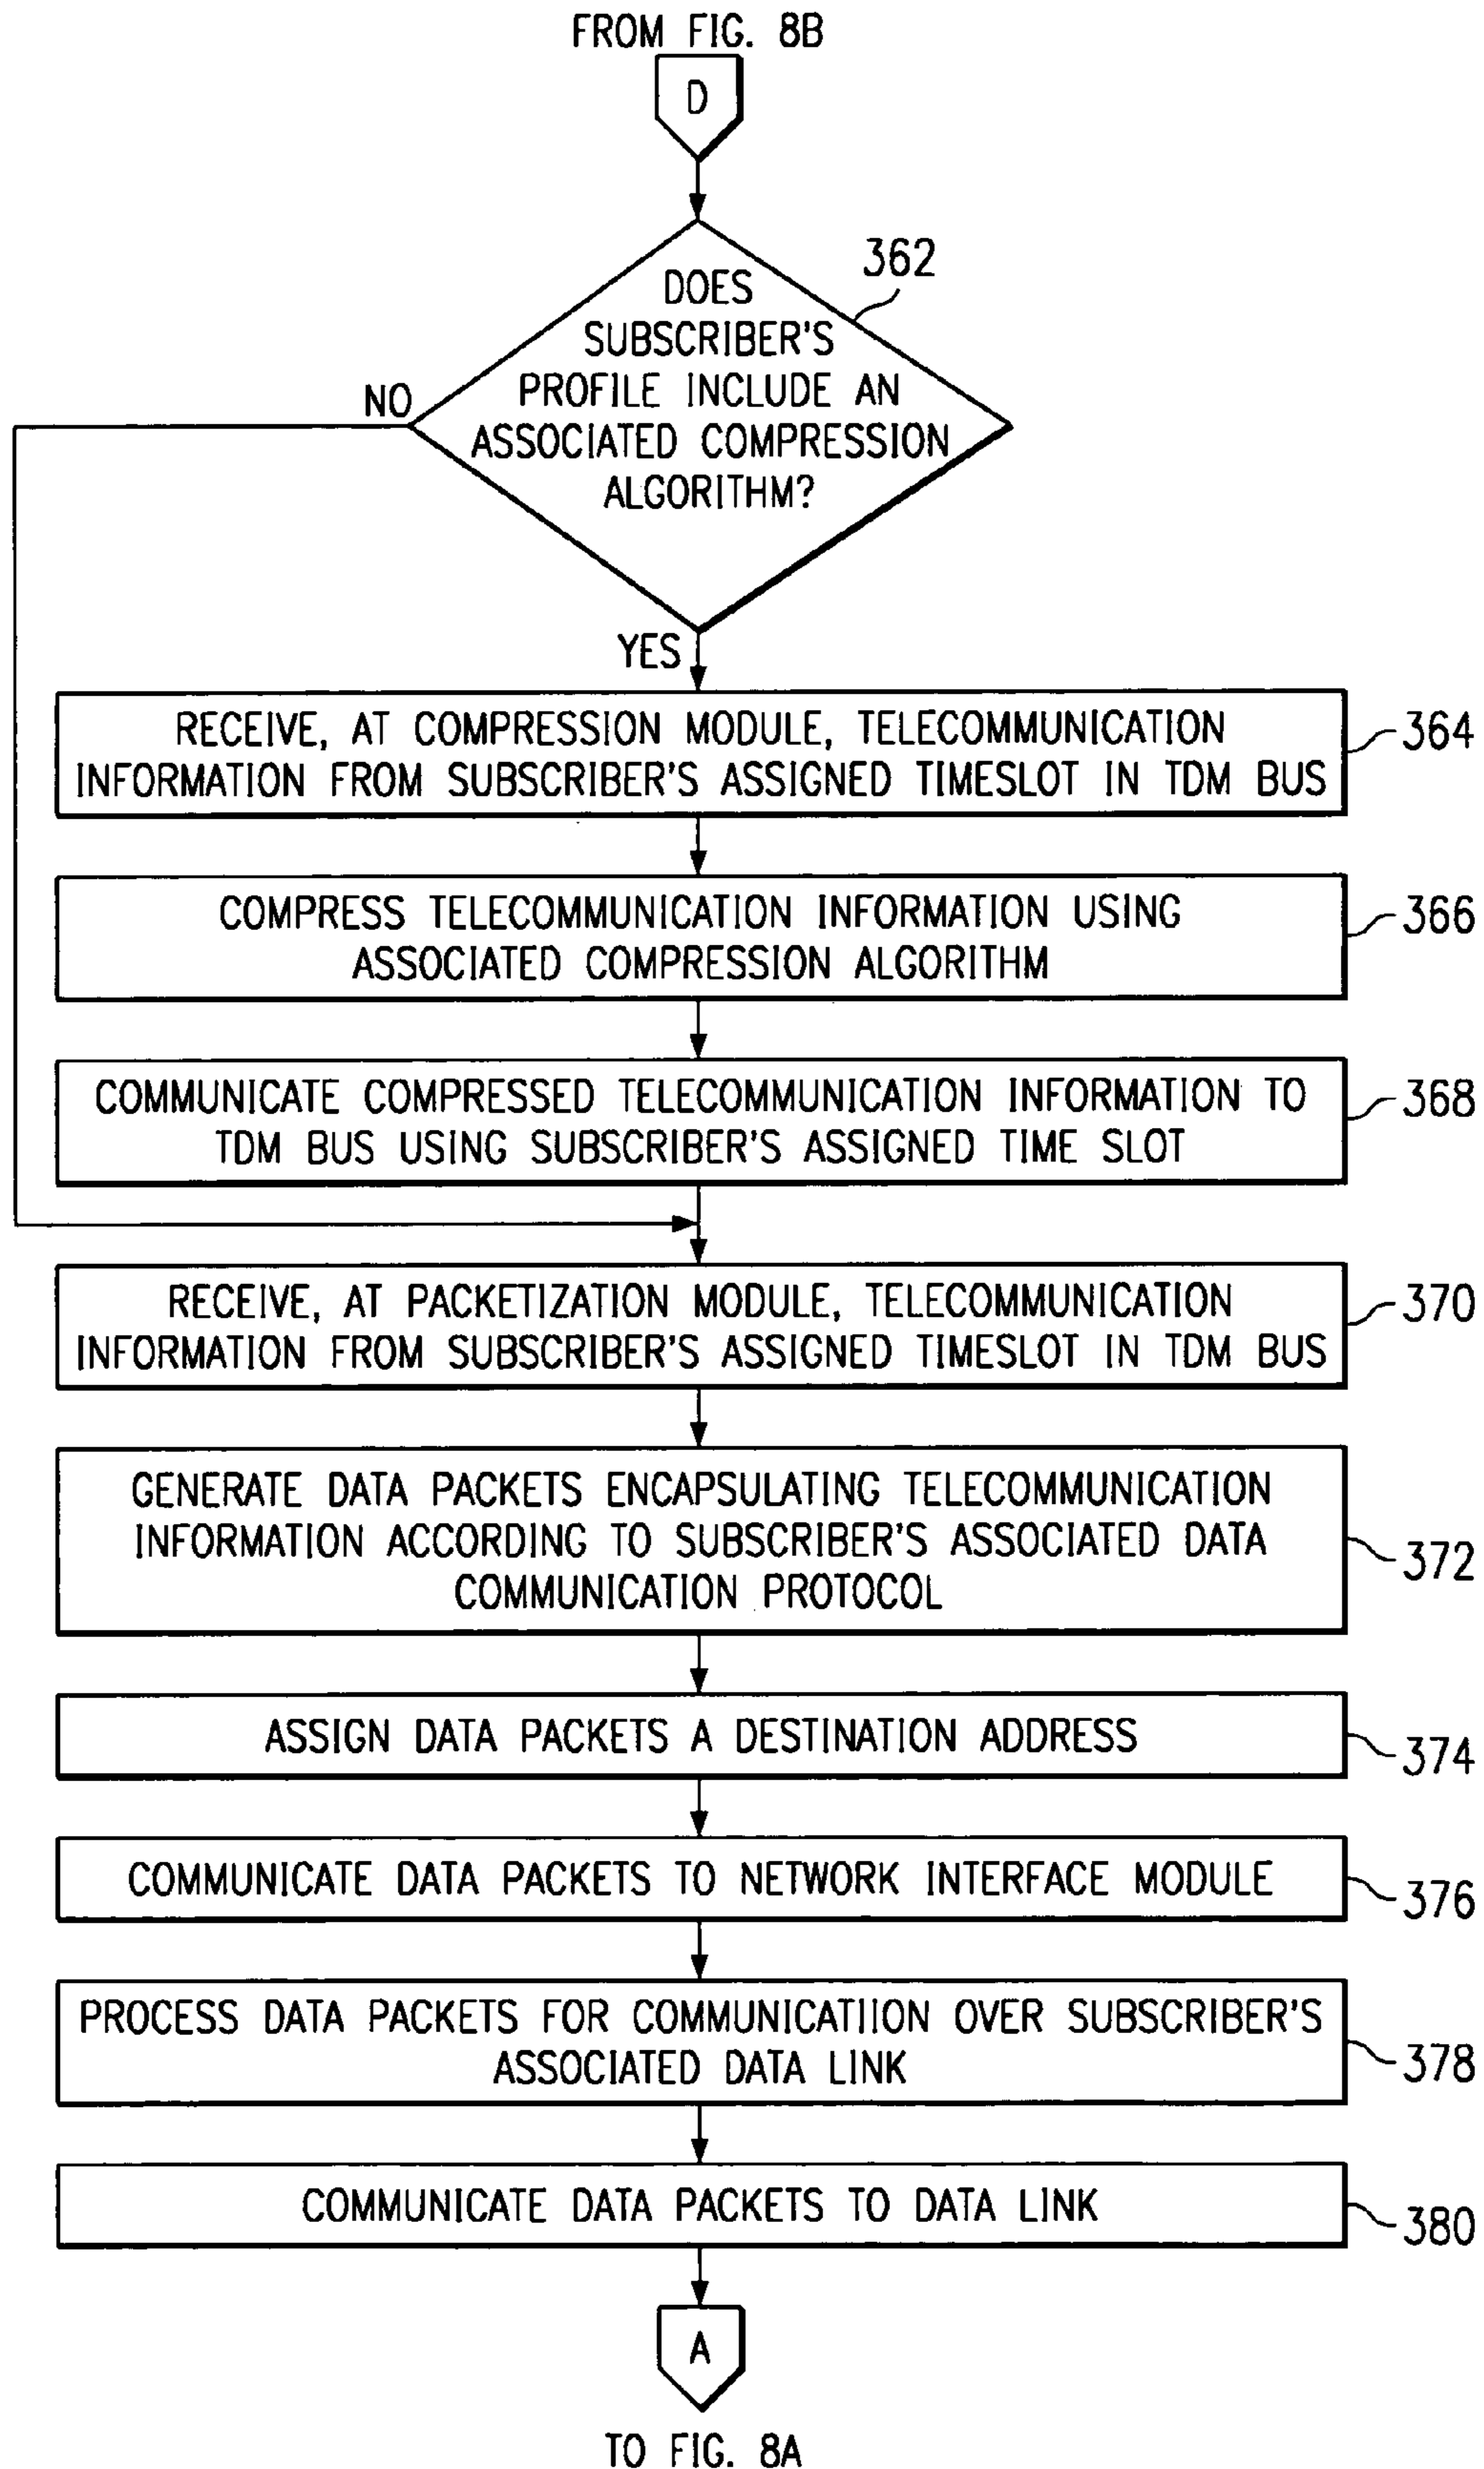 FROM FIG. 8B
D
362
DOES
SUBSCRIBER'S
PROFILE INCLUDE AN
ASSOCIATED COMPRESSION
ALGORITHM?
NO
YES
RECEIVE, AT COMPRESSION MODULE, TELECOMMUNICATION
INFORMATION FROM SUBSCRIBER'S ASSIGNED TIMESLOT IN TDM BUS
364
COMPRESS TELECOMMUNICATION INFORMATION USING
ASSOCIATED COMPRESSION ALGORITHM
366
COMMUNICATE COMPRESSED TELECOMMUNICATION INFORMATION TO
TDM BUS USING SUBSCRIBER'S ASSIGNED TIME SLOT
368
RECEIVE, AT PACKETIZATION MODULE, TELECOMMUNICATION
INFORMATION FROM SUBSCRIBER'S ASSIGNED TIMESLOT IN TDM BUS
370
GENERATE DATA PACKETS ENCAPSULATING TELECOMMUNICATION
INFORMATION ACCORDING TO SUBSCRIBER'S ASSOCIATED DATA
COMMUNICATION PROTOCOL
372
ASSIGN DATA PACKETS A DESTINATION ADDRESS
374
COMMUNICATE DATA PACKETS TO NETWORK INTERFACE MODULE
376
PROCESS DATA PACKETS FOR COMMUNICATIION OVER SUBSCRIBER'S
ASSOCIATED DATA LINK
378
COMMUNICATE DATA PACKETS TO DATA LINK
380
A
TO FIG. 8A